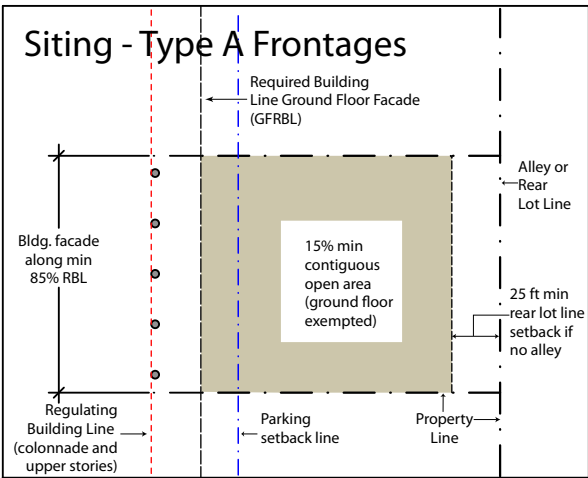 Siting - Type A Frontages
Required Building
Line Ground Floor Facade
(GFRBL)
Alley or
Rear
Lot Line
Bldg. facade
along min
85% RBL
15% min
contiguous
open area
(ground floor
exempted)
25 ft min
rear lot line
setback if
no alley
Regulating
Building Line
(colonnade and
upper stories)
Parking
setback line
Property
Line